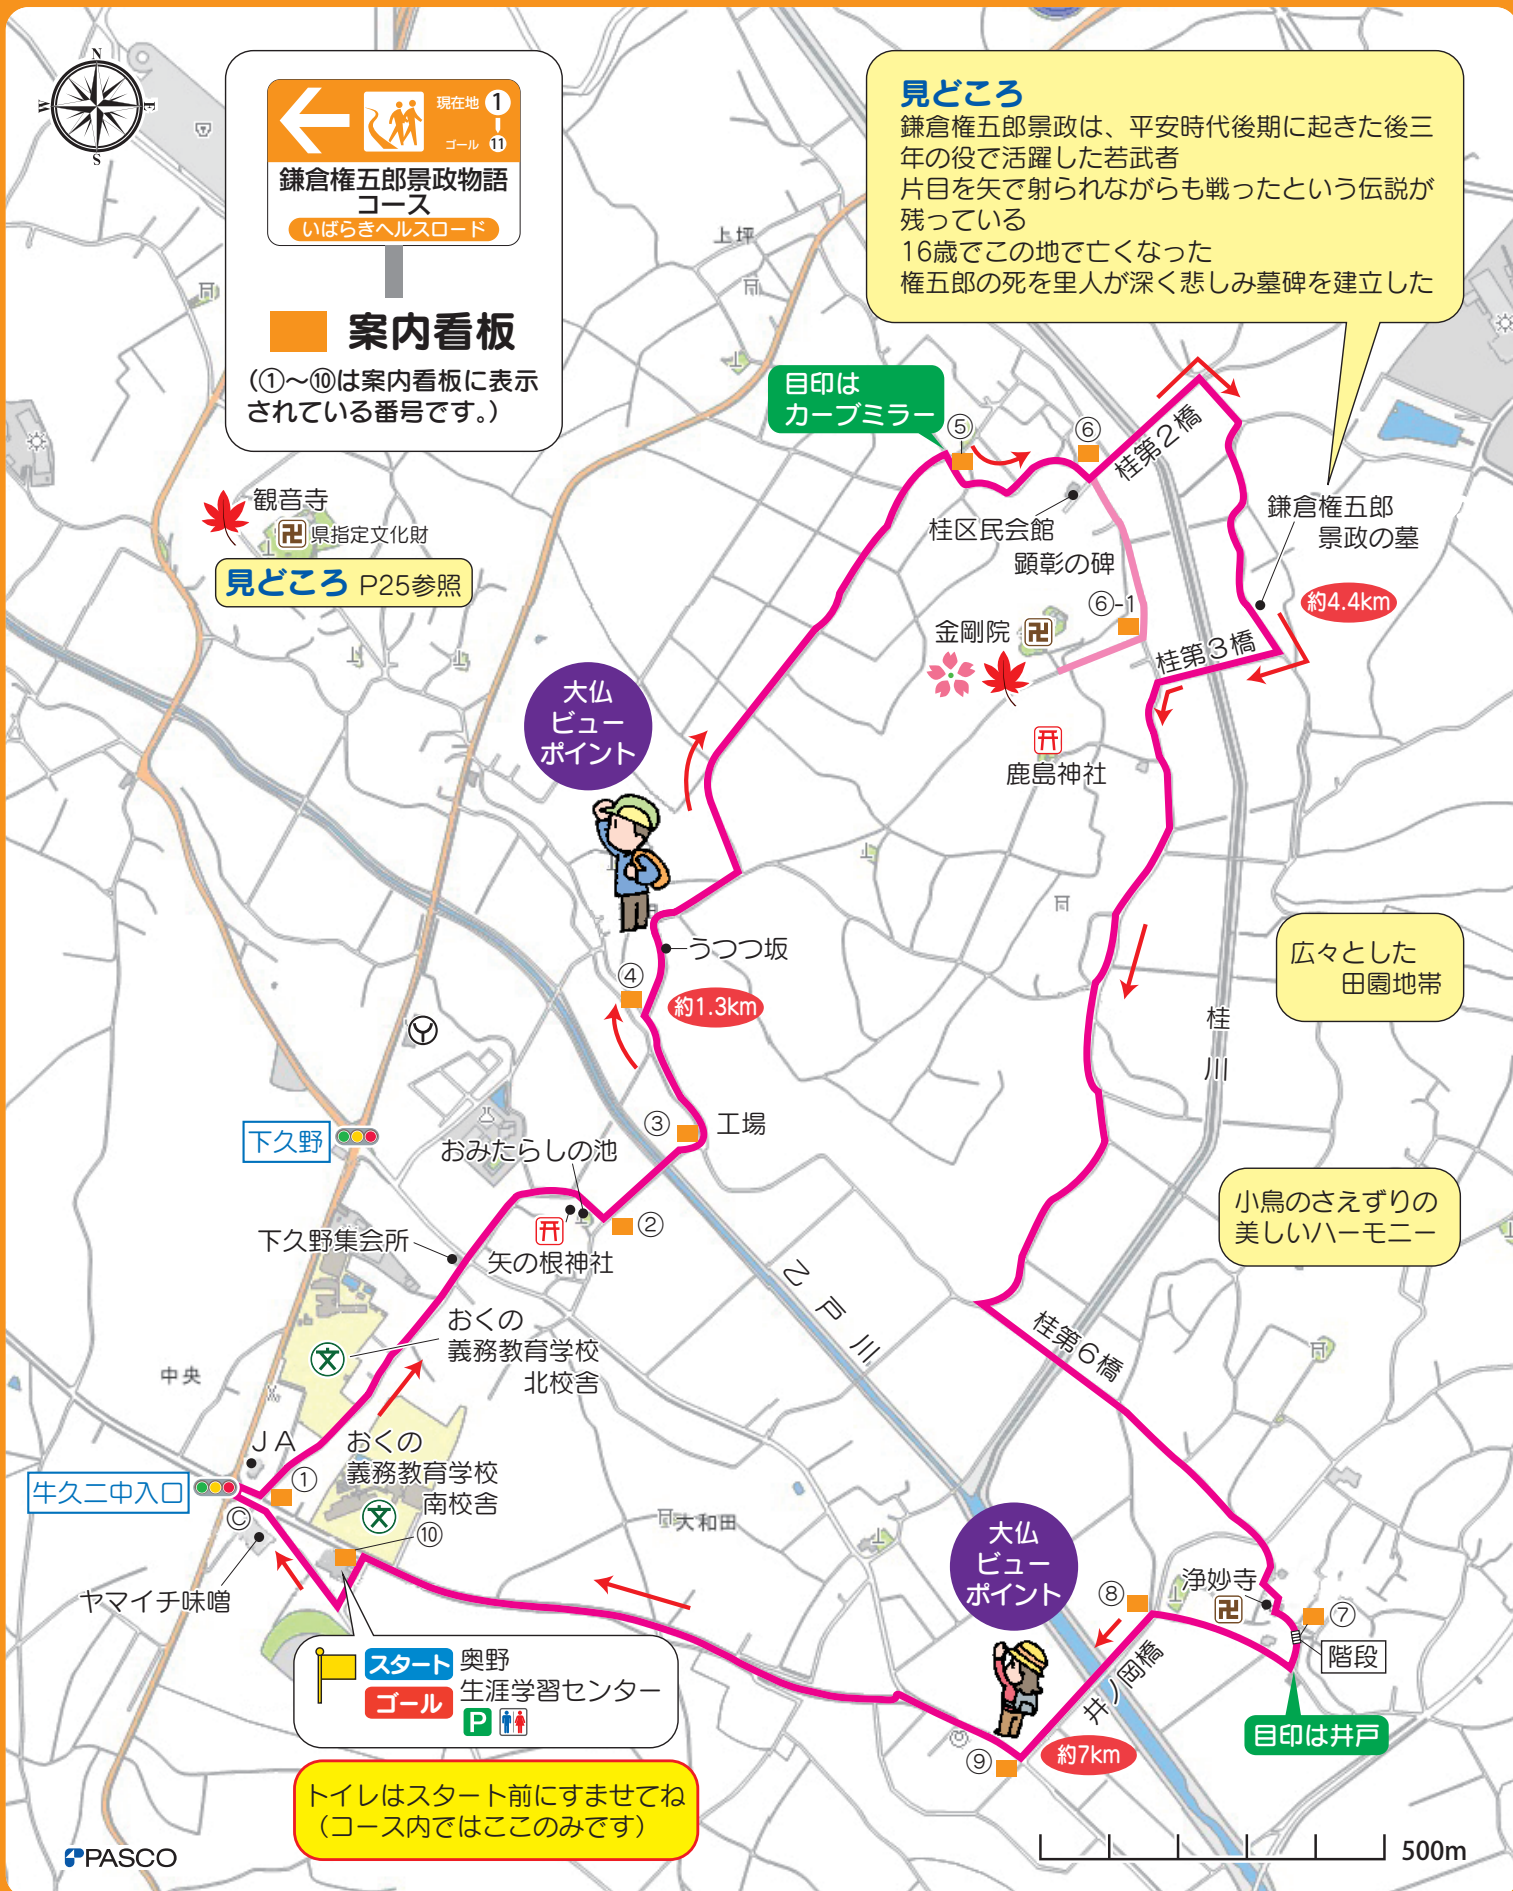 N
W
E
S
現在地 1
ゴール 11
鎌倉権五郎景政物語
コース
いばらきヘルスロード
案内看板
(①～⑩は案内看板に表示
されている番号です。)
見どころ
鎌倉権五郎景政は、平安時代後期に起きた後三
年の役で活躍した若武者
片目を矢で射られながらも戦ったという伝説が
残っている
16歳でこの地で亡くなった
権五郎の死を里人が深く悲しみ墓碑を建立した
上坪
目印は
カーブミラー
⑤
⑥
桂第2橋
観音寺
県指定文化財
見どころ P25参照
桂区民会館
顕彰の碑
⑥-1
金剛院
鎌倉権五郎
景政の墓
約4.4km
桂第3橋
鹿島神社
大仏
ビュー
ポイント
うつつ坂
④
約1.3km
広々とした
田園地帯
桂川
③
工場
下久野
おみたらしの池
②
矢の根神社
下久野集会所
小鳥のさえずりの
美しいハーモニー
乙戸川
桂第6橋
おくの
義務教育学校
北校舎
文
中央
JA
①
おくの
義務教育学校
南校舎
文
⑩
牛久二中入口
Ⓒ
ヤマイチ味噌
大和田
大仏
ビュー
ポイント
⑧
浄妙寺
⑦
階段
井ノ岡橋
目印は井戸
⑨
約7km
スタート
ゴール
奥野
生涯学習センター
P
トイレはスタート前にすませてね
(コース内ではここのみです)
PASCO
500m